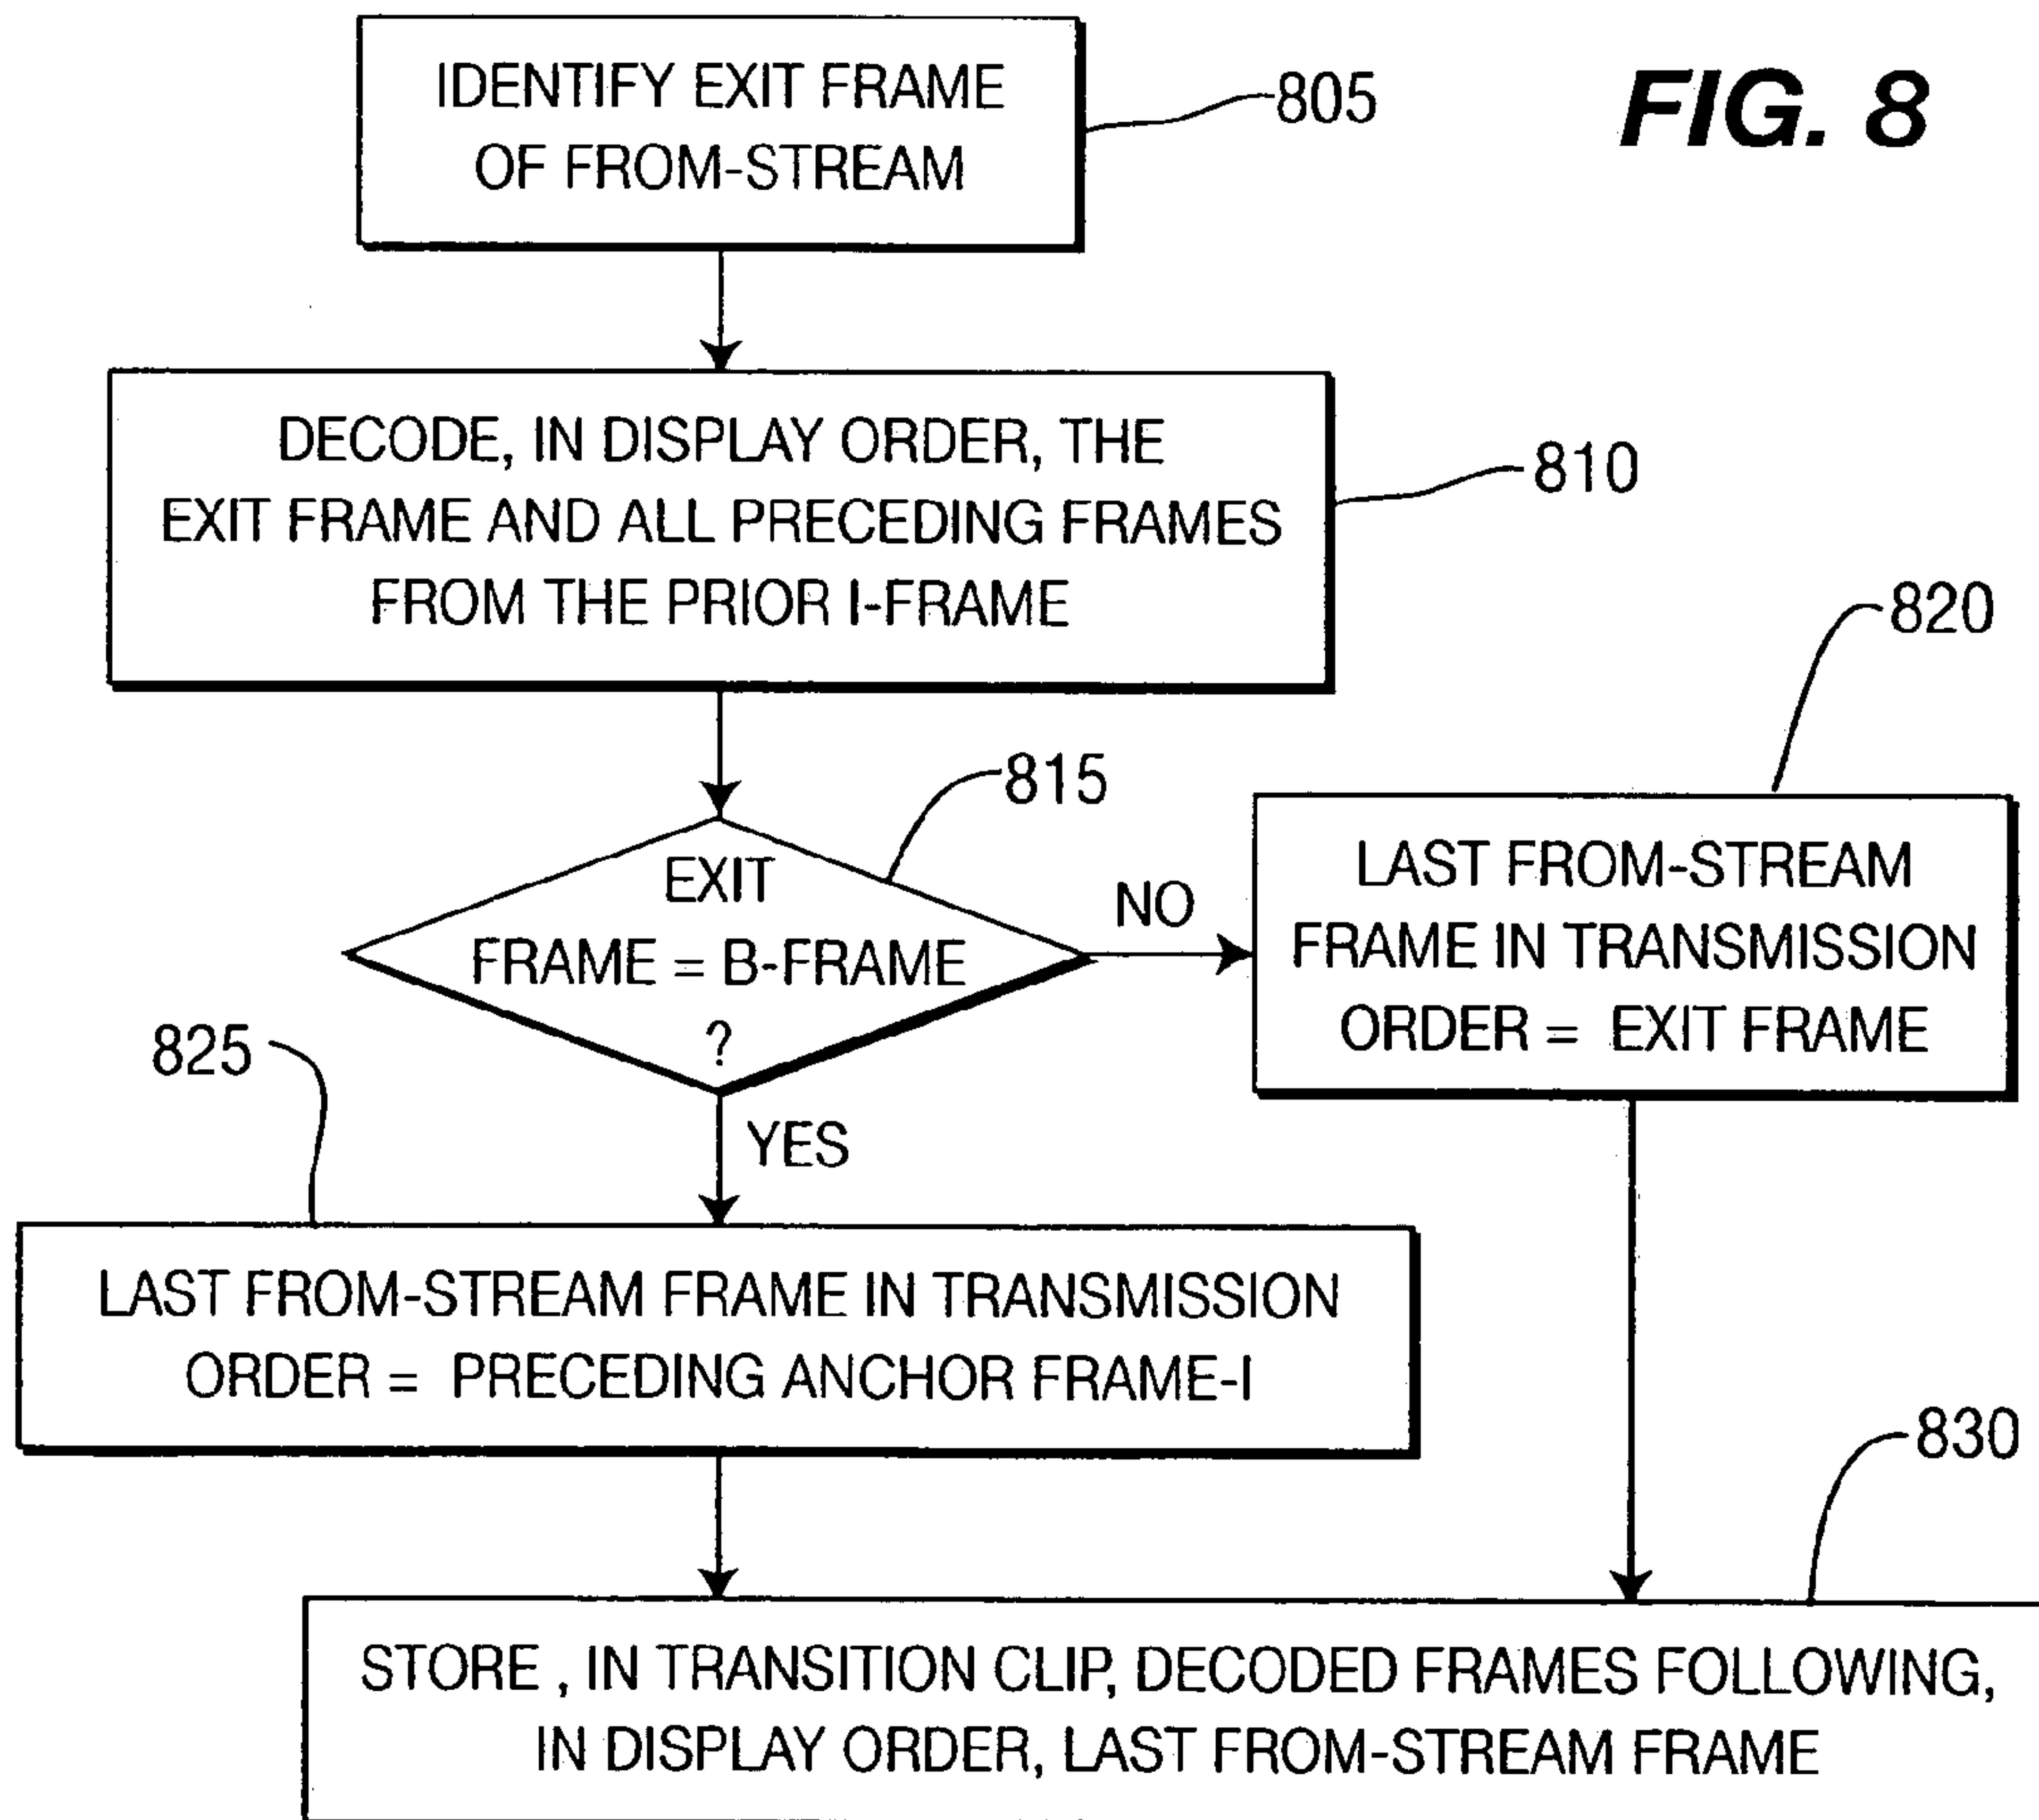 FIG. 8
IDENTIFY EXIT FRAME
OF FROM-STREAM
805
DECODE, IN DISPLAY ORDER, THE
EXIT FRAME AND ALL PRECEDING FRAMES
FROM THE PRIOR I-FRAME
810
EXIT
FRAME = B-FRAME
?
815
NO
820
LAST FROM-STREAM
FRAME IN TRANSMISSION
ORDER = EXIT FRAME
YES
825
LAST FROM-STREAM FRAME IN TRANSMISSION
ORDER = PRECEDING ANCHOR FRAME-I
830
STORE , IN TRANSITION CLIP, DECODED FRAMES FOLLOWING,
IN DISPLAY ORDER, LAST FROM-STREAM FRAME